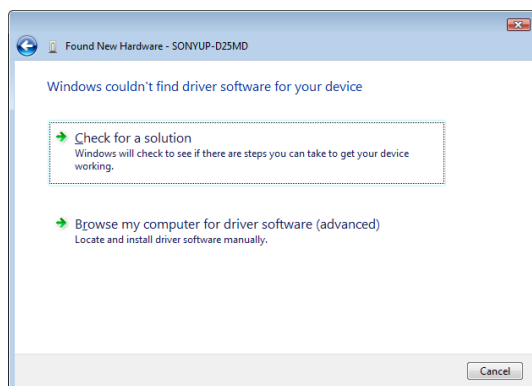 Found New Hardware - SONYUP-D25MD
Windows couldn't find driver software for your device
Check for a solution
Windows will check to see if there are steps you can take to get your device
working.
Browse my computer for driver software (advanced)
Locate and install driver software manually.
Cancel